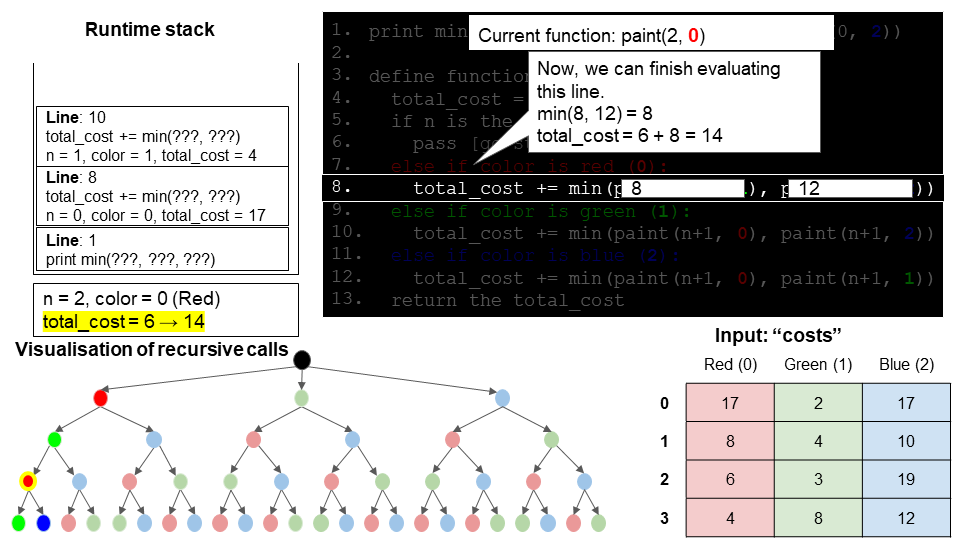 Runtime stack
Line: 10
total_cost += min(???, ???)
n = 1, color = 1, total_cost = 4
Line: 8
total_cost += min(???, ???)
n = 0, color = 0, total_cost = 17
Line: 1
print min(???, ???, ???)
n = 2, color = 0 (Red)
total_cost = 6 → 14
1. print min 0, 2))
Current function: paint(2, 0)
2.
3. define function
4. total_cost =
5. if n is the
6. pass
Now, we can finish evaluating
this line.
min(8, 12) = 8
total_cost = 6 + 8 = 14
7. else if color is red (0):
8. total_cost += min(p 8 ), p 12 ))
9. else if color is green (1):
10. total_cost += min(paint(n+1, 0), paint(n+1, 2))
11. else if color is blue (2):
12. total_cost += min(paint(n+1, 0), paint(n+1, 1))
13. return the total_cost
Visualisation of recursive calls
Input: “costs”
Red (0) Green (1) Blue (2)
0 17 2 17
1 8 4 10
2 6 3 19
3 4 8 12